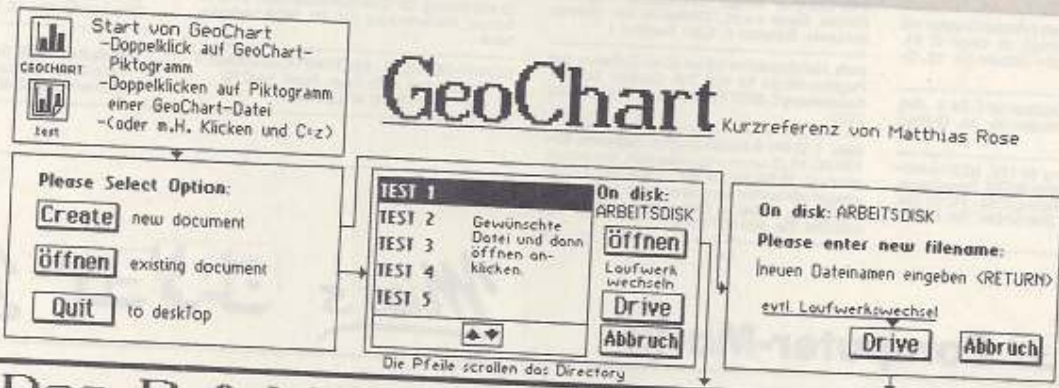 Start von GeoChart
-Doppelklick auf GeoChart-
Piktogramm
-Doppelklicken auf Piktogramm
einer GeoChart-Datei
-(oder m.H. Klicken und C=z)
GEOCHART
test
GeoChart
Kurzreferenz von Matthias Rose
Please Select Option:
Create new document
öffnen existing document
Quit to deskTop
TEST 1
TEST 2
TEST 3
TEST 4
TEST 5
Gewünschte
Datei und dann
öffnen an-
klicken.
On disk:
ARBEITSDISK
öffnen
Laufwerk
wechseln
Drive
Abbruch
Die Pfeile scrollen das Directory
On disk: ARBEITSDISK
Please enter new filename:
neuen Dateinamen eingeben <RETURN>
evtl. Laufwerkswechsel
Drive
Abbruch